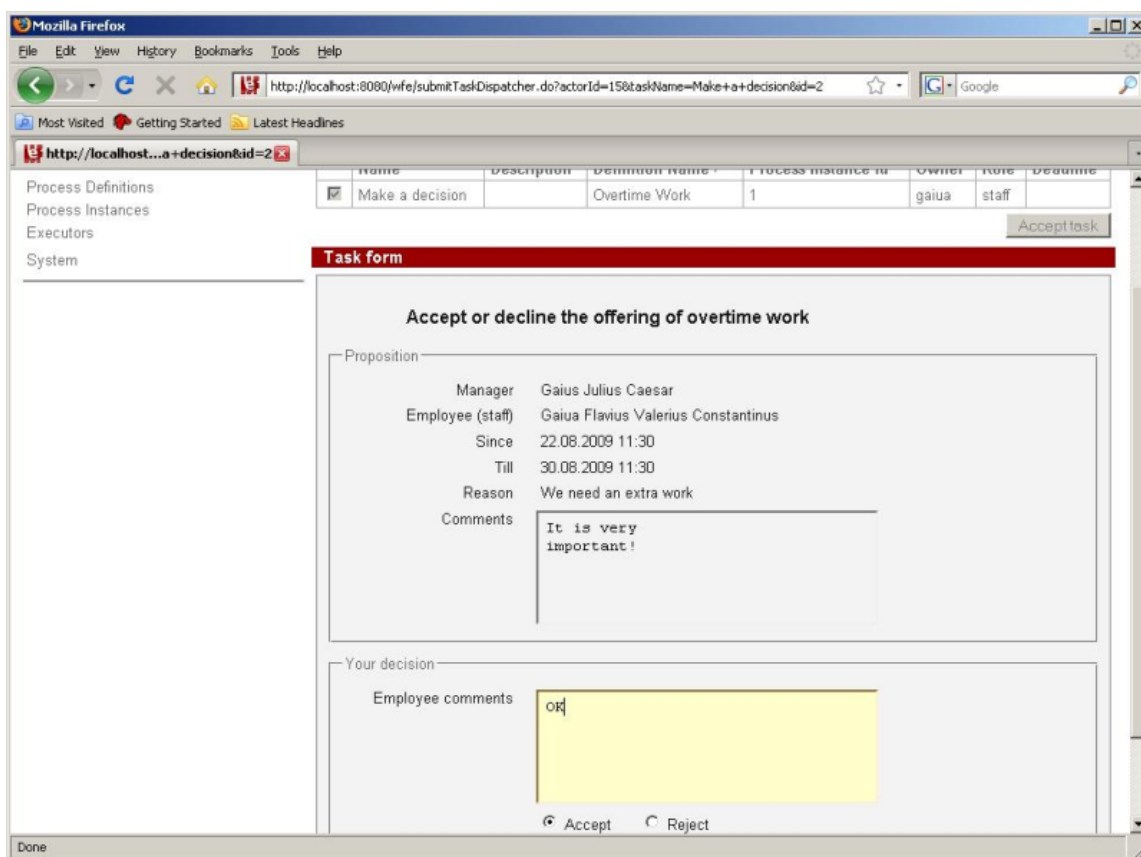 Mozilla Firefox
File Edit View History Bookmarks Tools Help
http://localhost:8080/wfe/submitTaskDispatcher.do?actorId=15&taskName=Make+a+decision&id=2 G Google
Most Visited Getting Started Latest Headlines
http://localhost...a+decision&id=2
Process Definitions
Process Instances
Executors
System
Name Description Definition Name Process Instance Id Owner Role Deadline
Make a decision Overtime Work 1 gaiua staff
Accept task
Task form
Accept or decline the offering of overtime work
Proposition
Manager Gaius Julius Caesar
Employee (staff) Gaiua Flavius Valerius Constantinus
Since 22.08.2009 11:30
Till 30.08.2009 11:30
Reason We need an extra work
Comments It is very
important!
Your decision
Employee comments OK
Accept Reject
Done